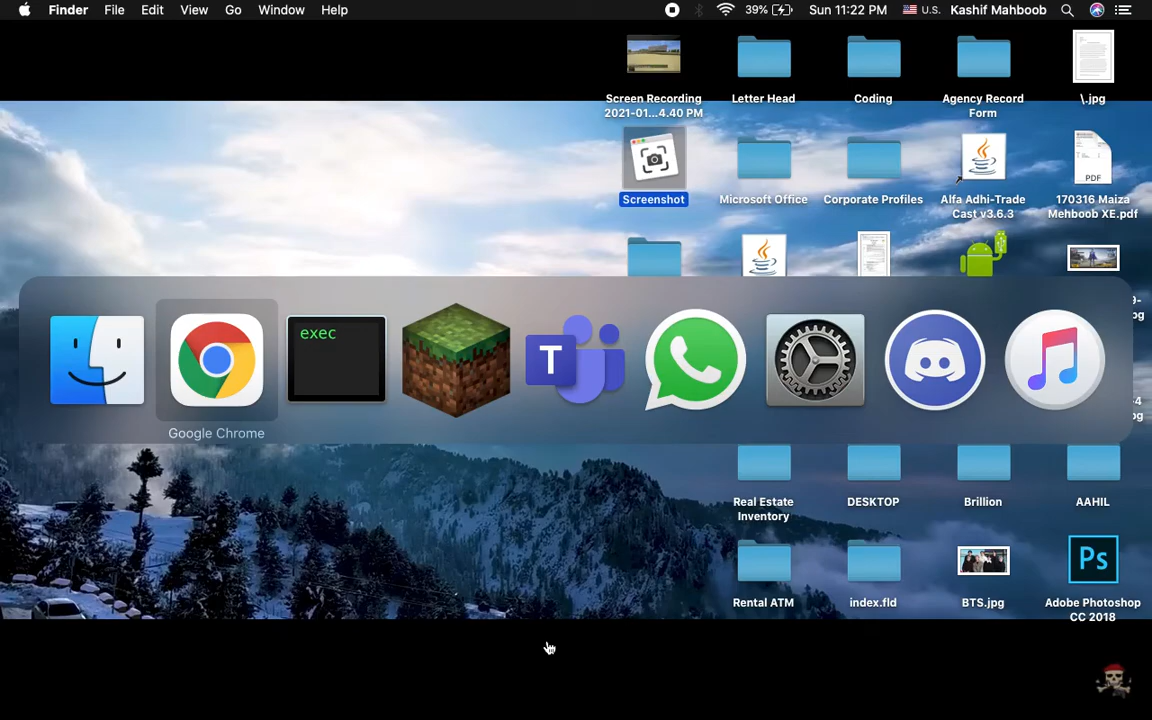 Finder File Edit View Go Window Help
39% Sun 11:22 PM U.S. Kashif Mahboob
Screen Recording
2021-01...4.40 PM
Letter Head
Coding
Agency Record
Form
\.jpg
Screenshot
Microsoft Office
Corporate Profiles
Alfa Adhi-Trade
Cast v3.6.3
PDF
170316 Maiza
Mehboob XE.pdf
exec
T
Google Chrome
Real Estate
Inventory
DESKTOP
Brillion
AAHIL
Ps
Rental ATM
index.fld
BTS.jpg
Adobe Photoshop
CC 2018